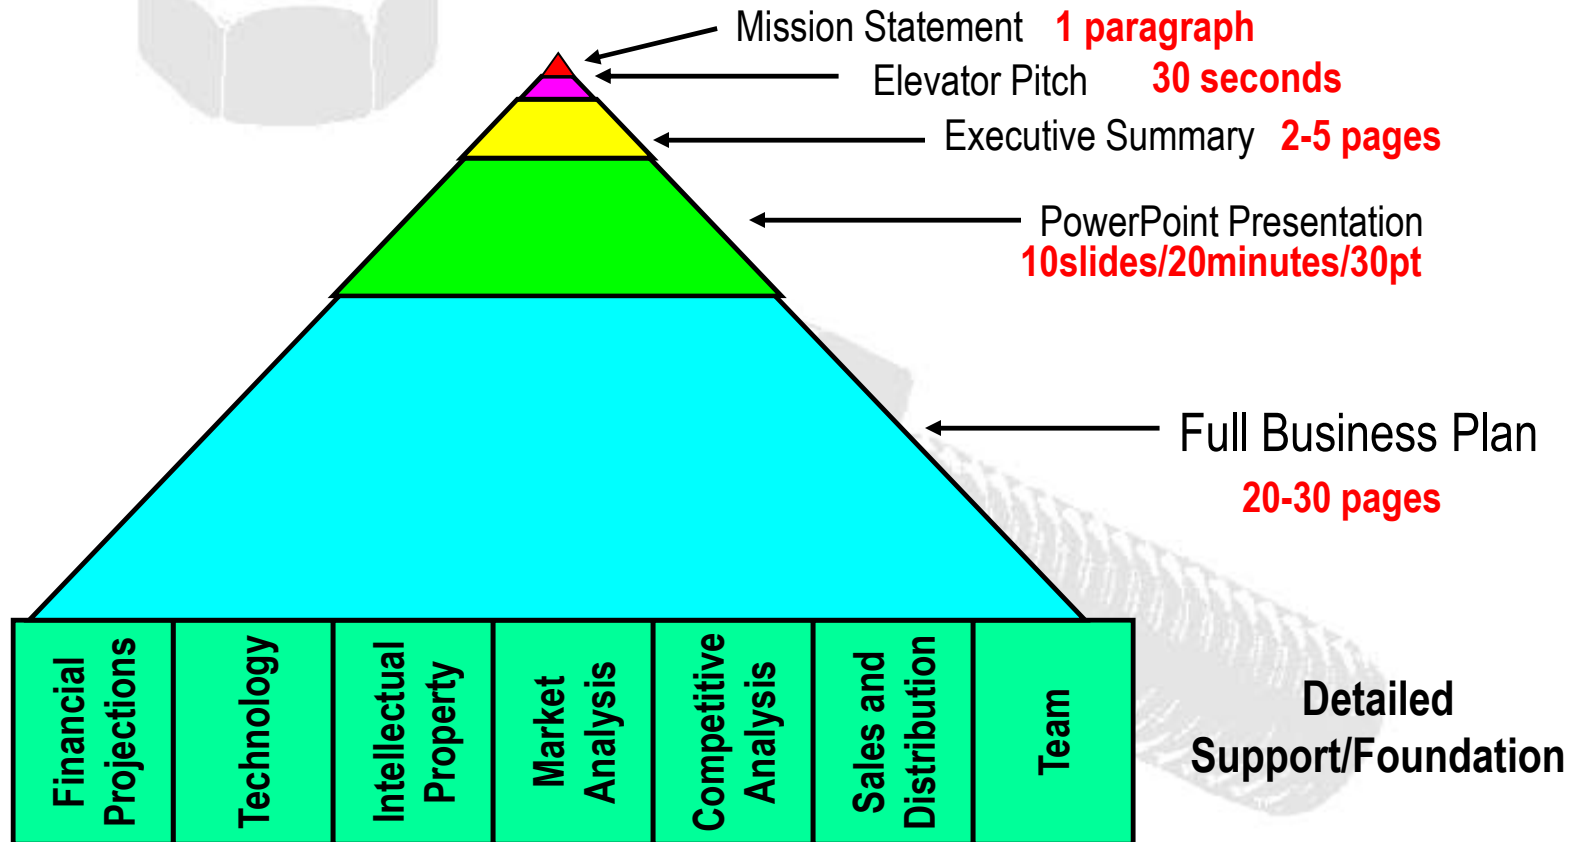 Mission Statement 1 paragraph
Elevator Pitch 30 seconds
Executive Summary 2-5 pages
PowerPoint Presentation
10slides/20minutes/30pt
Full Business Plan
20-30 pages
Financial
Projections
Technology
Intellectual
Property
Market
Analysis
Competitive
Analysis
Sales and
Distribution
Team
Detailed
Support/Foundation